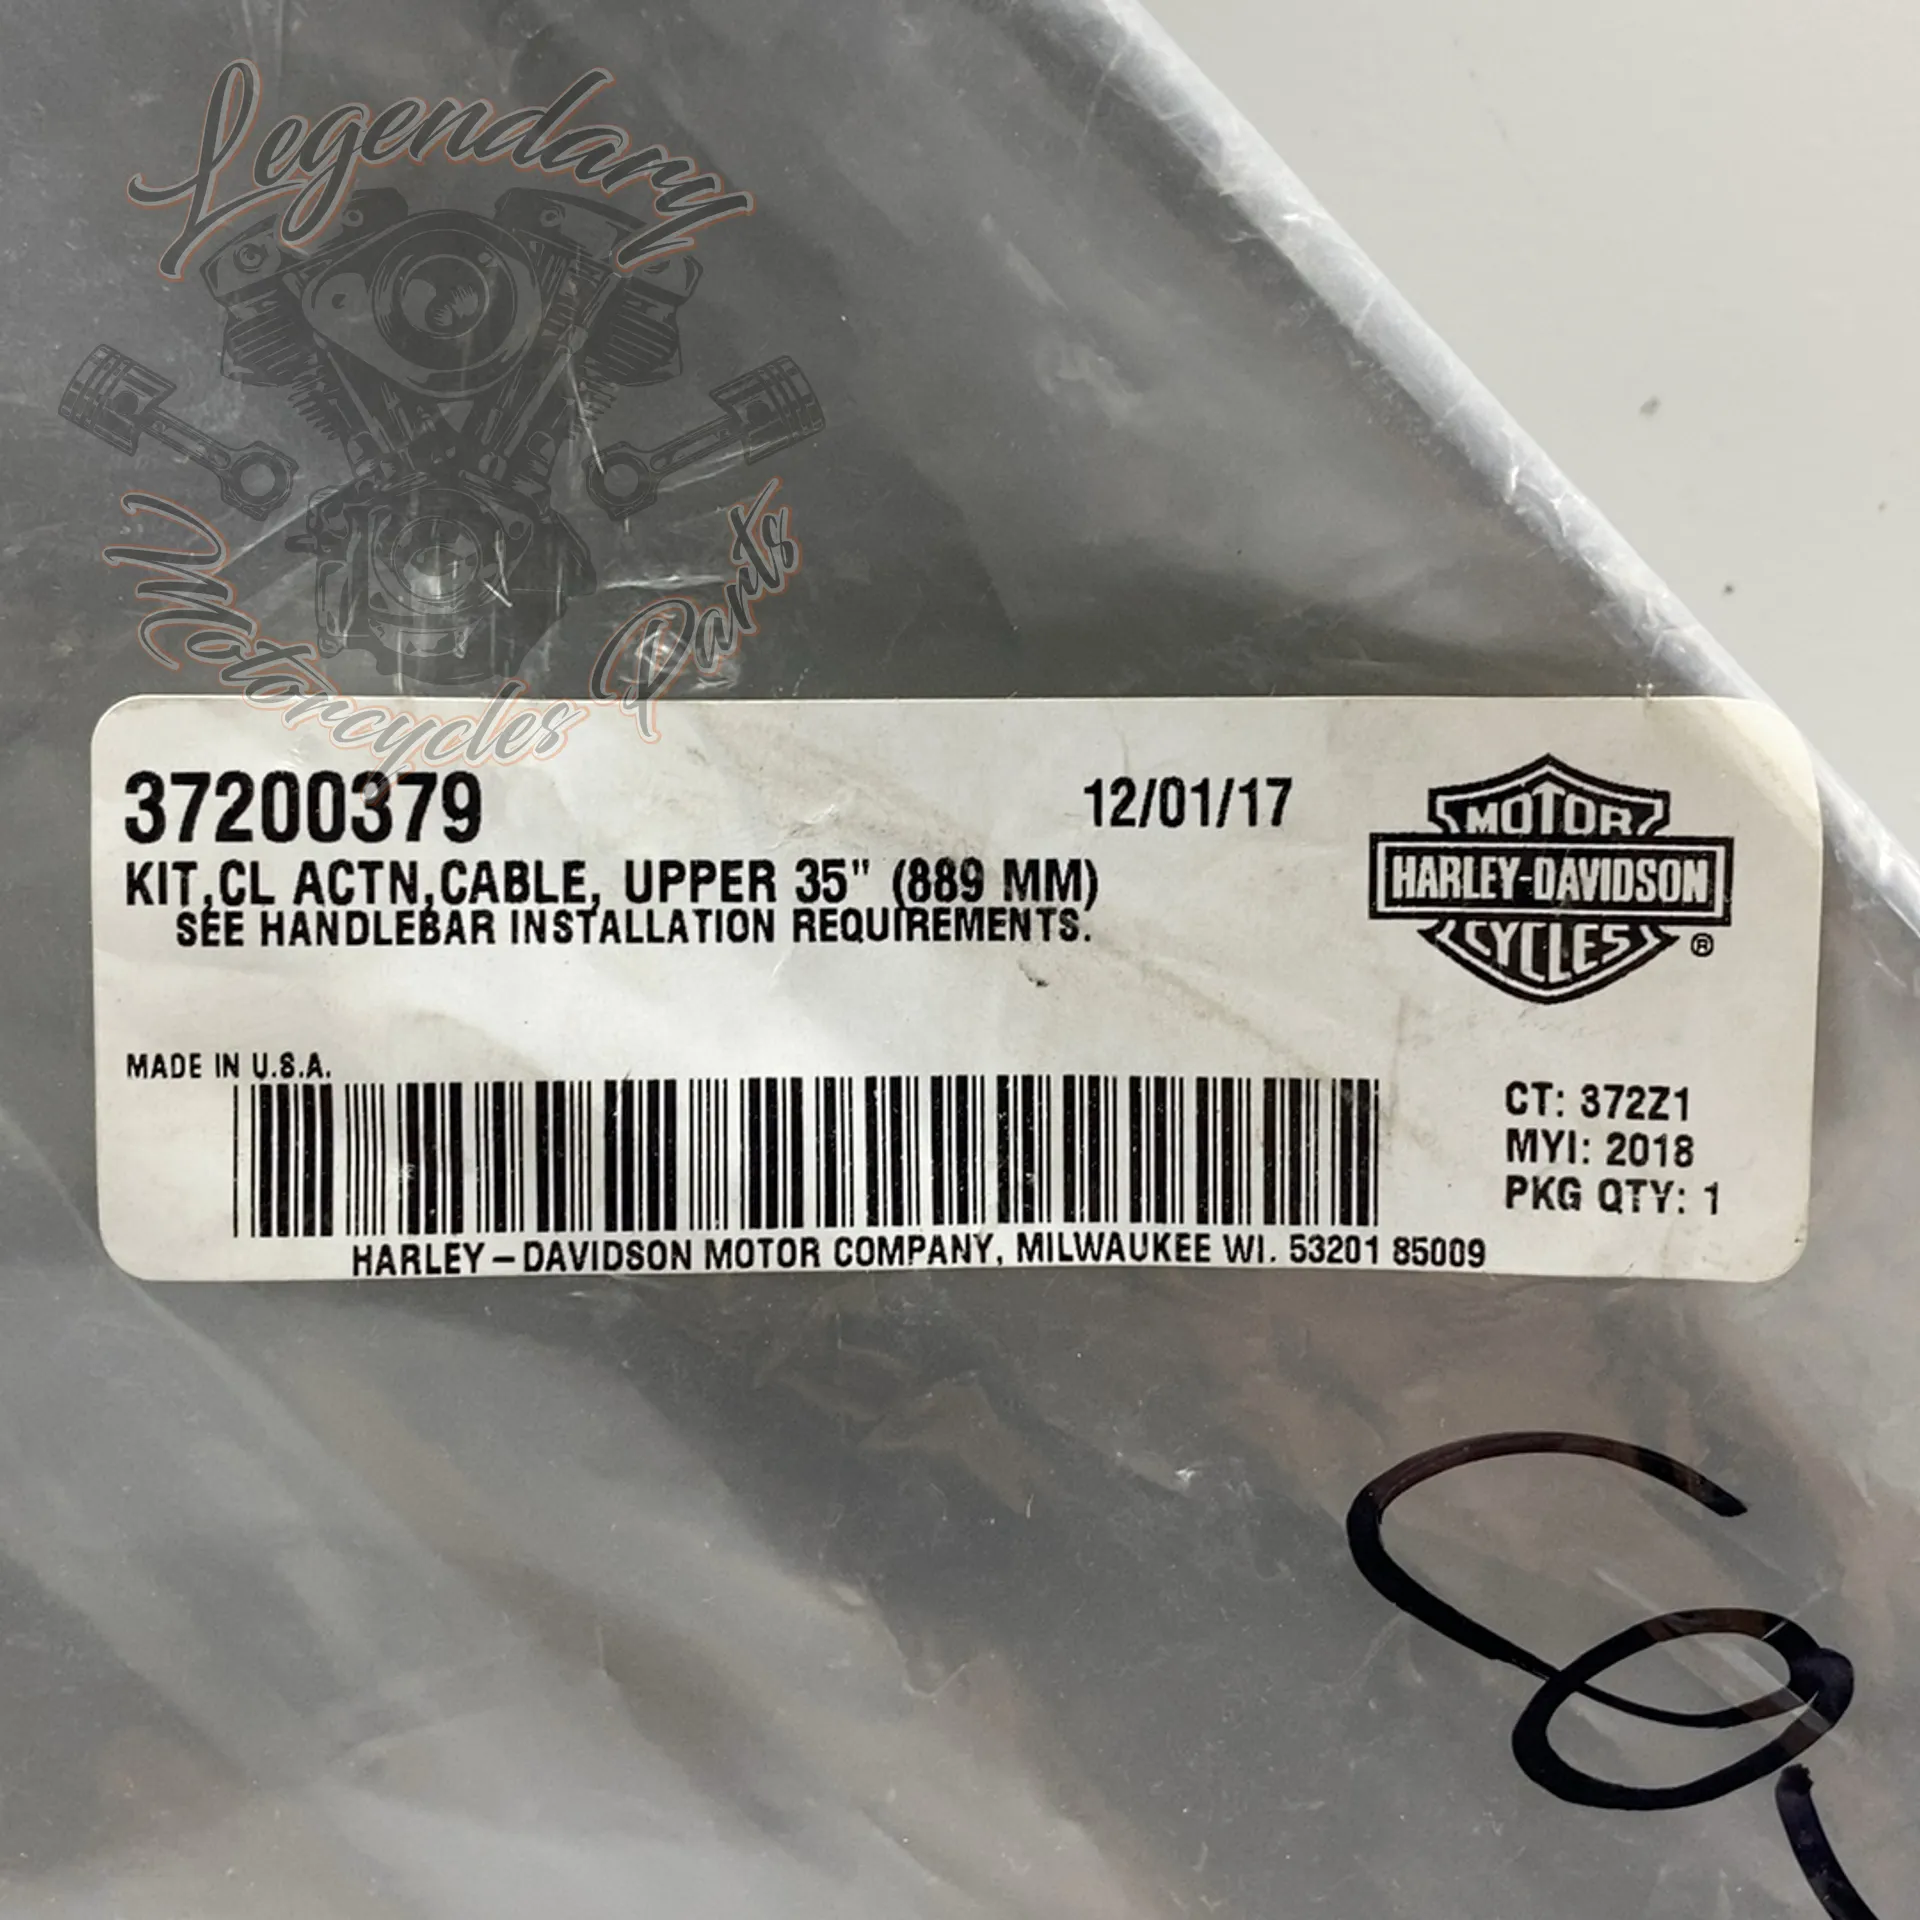 Legendary
Motorcycles Parts
37200379
12/01/17
KIT,CL ACTN,CABLE, UPPER 35" (889 MM)
SEE HANDLEBAR INSTALLATION REQUIREMENTS.
MOTOR
HARLEY-DAVIDSON
CYCLES
®
MADE IN U.S.A.
CT: 372Z1
MYI: 2018
PKG QTY: 1
HARLEY-DAVIDSON MOTOR COMPANY, MILWAUKEE WI. 53201 85009